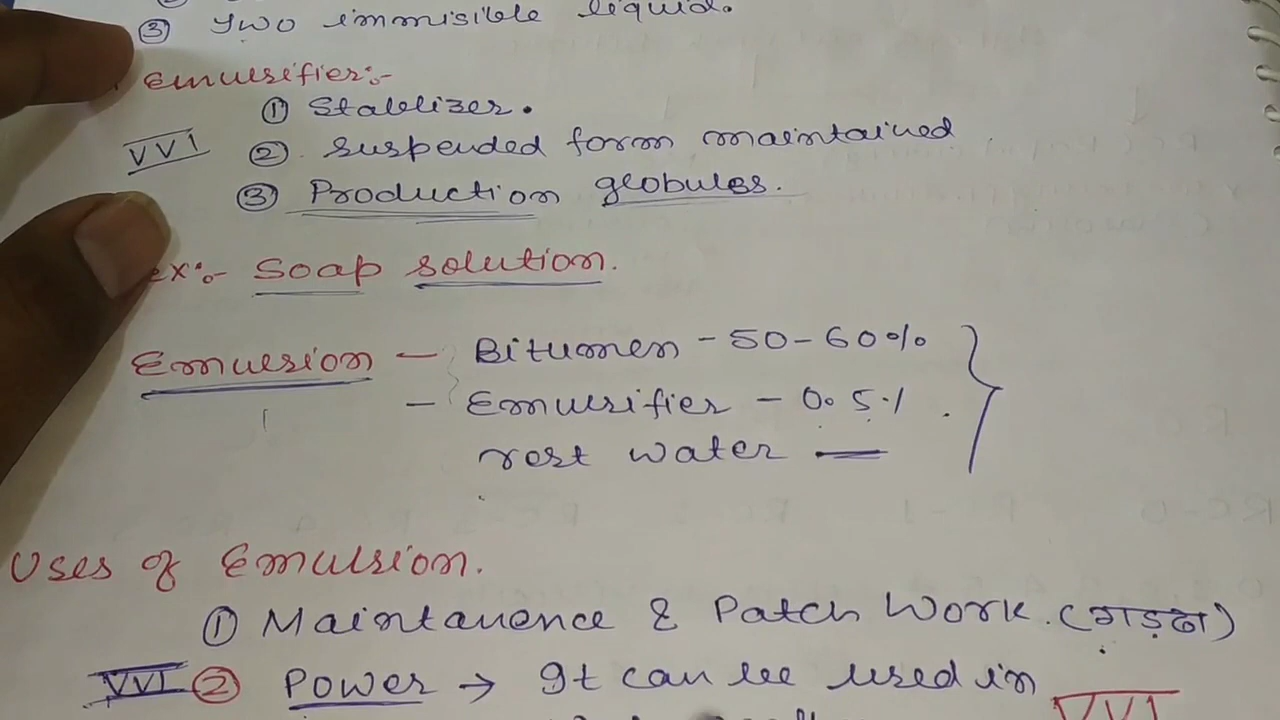 ③ Two immisible liquid.
Emulsifier:-
① Stablizer.
VVI ② suspended form maintained
③ Production globules.
ex:- Soap solution.
Emulsion - Bitumen - 50-60%
- Emulsifier - 0.5%
rest water —
Uses of Emulsion.
① Maintanence & Patch Work. (गड्ढा)
VVI ② Power → It can be used in
VVI